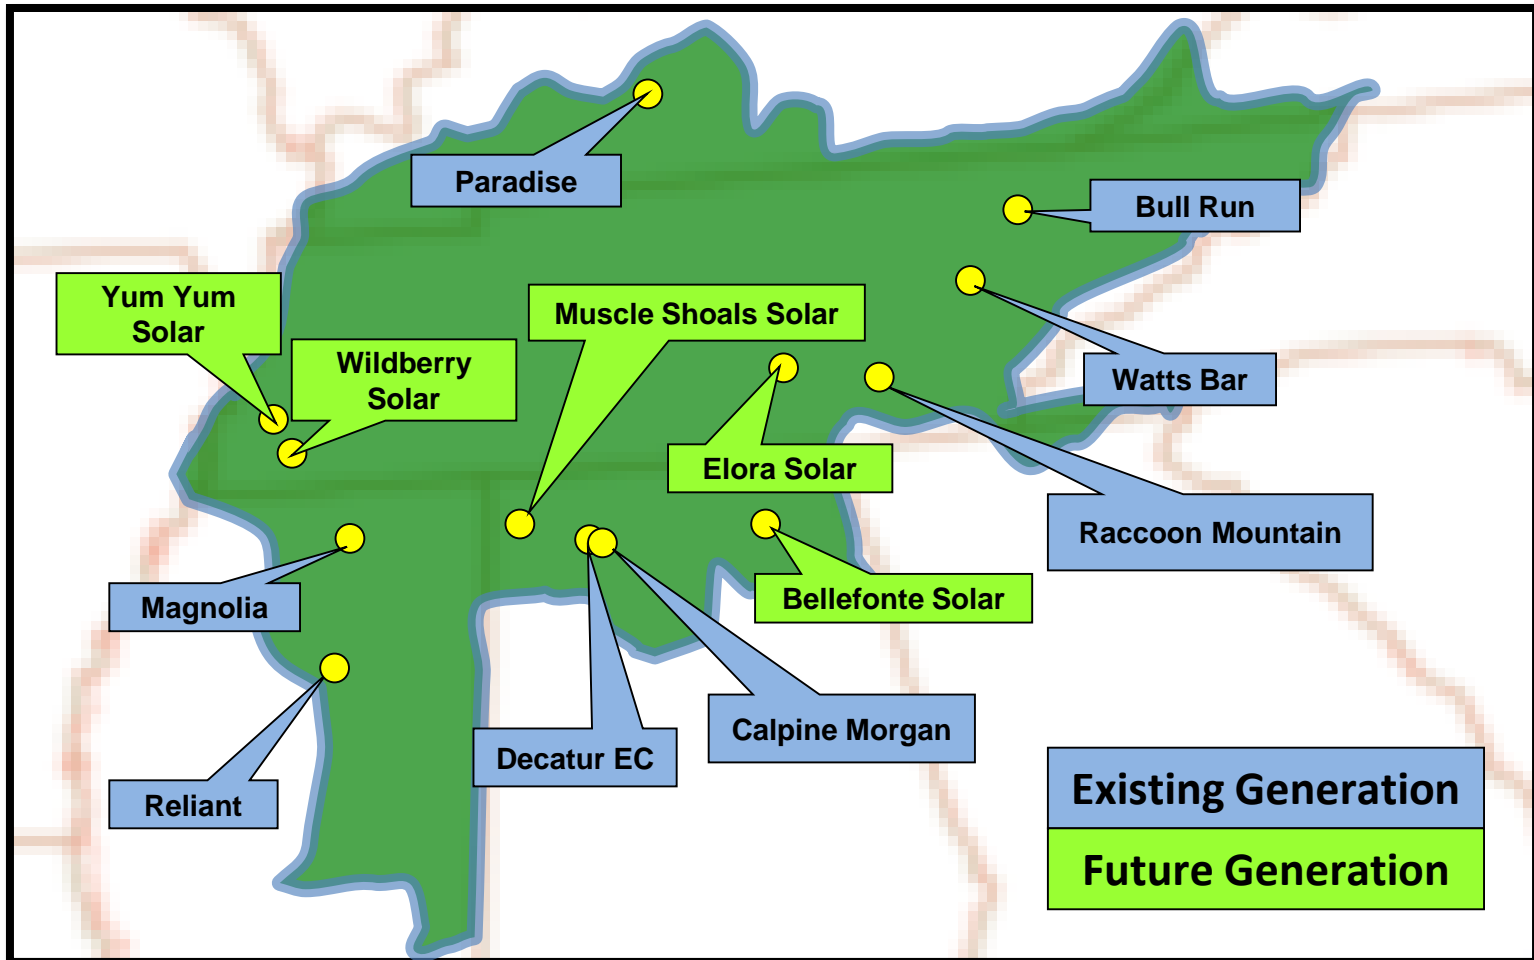 Paradise
Bull Run
Yum Yum
Solar
Muscle Shoals Solar
Wildberry
Solar
Watts Bar
Elora Solar
Raccoon Mountain
Magnolia
Bellefonte Solar
Calpine Morgan
Decatur EC
Reliant
Existing Generation
Future Generation